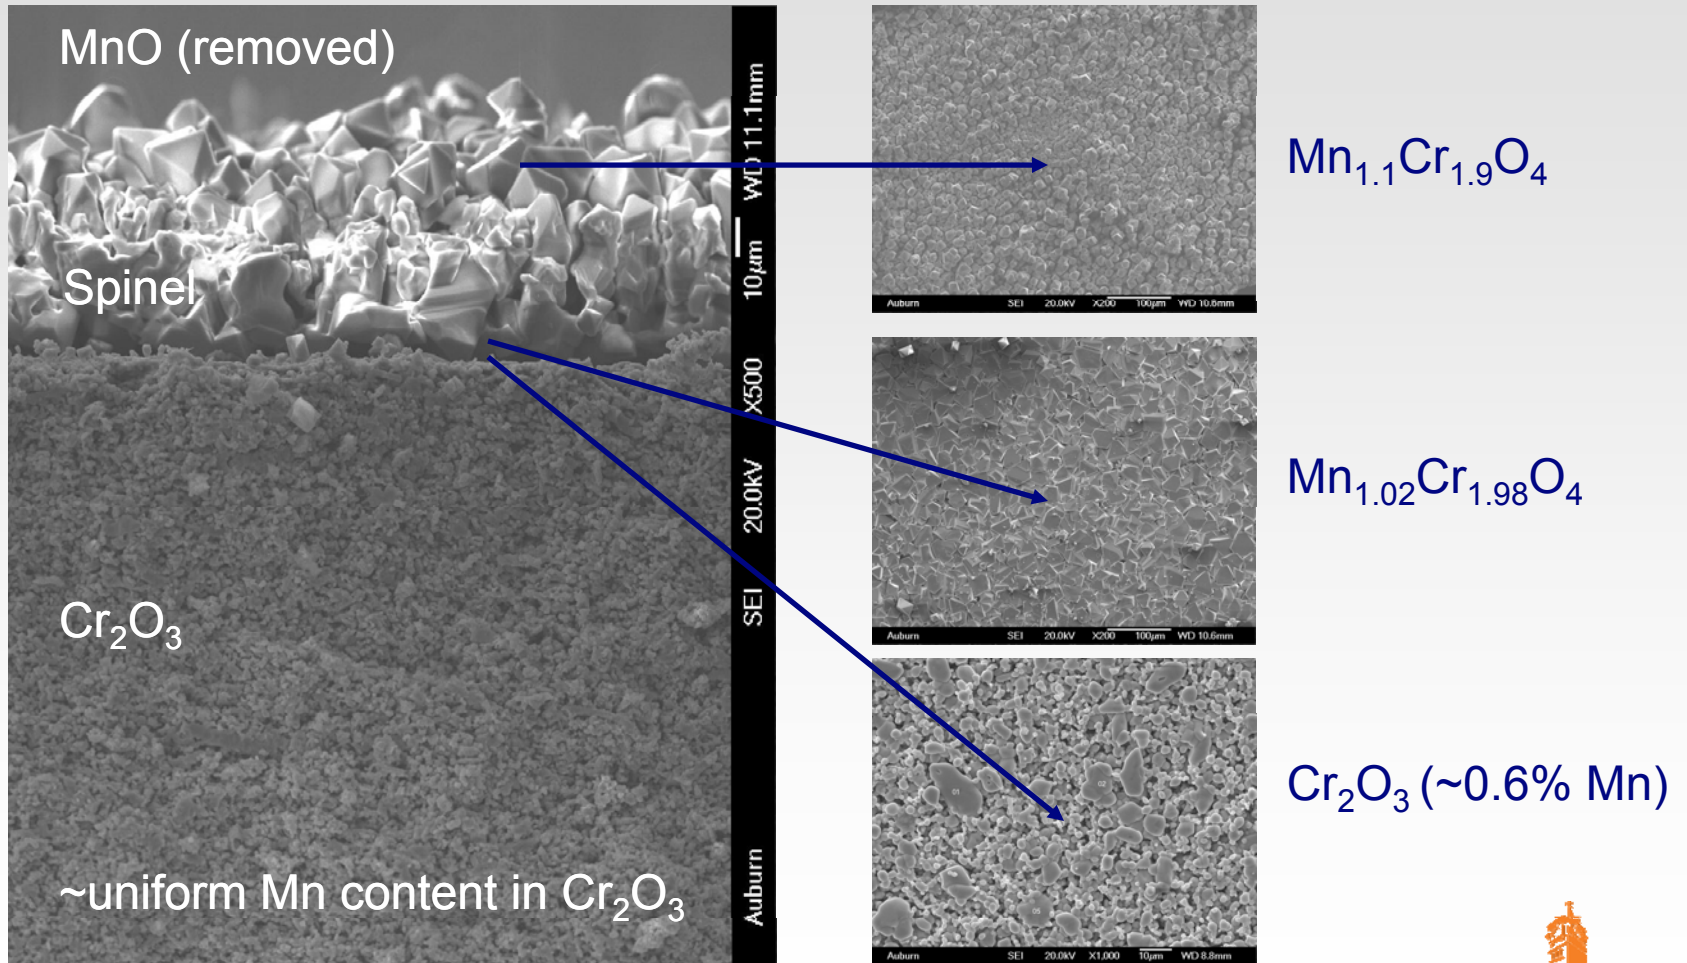 MnO (removed)
Spinel
Cr₂O₃
~uniform Mn content in Cr₂O₃
Auburn SEI 20.0kV X500 10μm WD 11.1mm
Auburn SEI 20.0kV X200 100μm WD 10.6mm
Mn₁.₁Cr₁.₉O₄
Auburn SEI 20.0kV X200 100μm WD 10.6mm
Mn₁.₀₂Cr₁.₉₈O₄
01
02
Auburn SEI 20.0kV X1,000 10μm WD 8.8mm
Cr₂O₃ (~0.6% Mn)